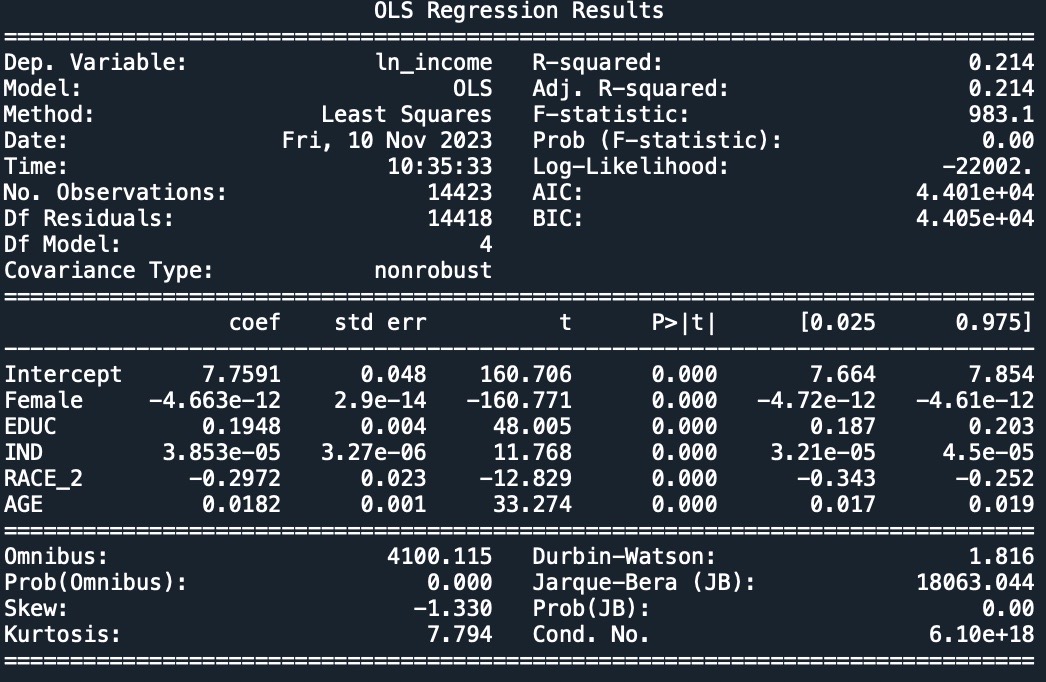 OLS Regression Results
==============================================================================
Dep. Variable: ln_income R-squared: 0.214
Model: OLS Adj. R-squared: 0.214
Method: Least Squares F-statistic: 983.1
Date: Fri, 10 Nov 2023 Prob (F-statistic): 0.00
Time: 10:35:33 Log-Likelihood: -22002.
No. Observations: 14423 AIC: 4.401e+04
Df Residuals: 14418 BIC: 4.405e+04
Df Model: 4
Covariance Type: nonrobust
==============================================================================
coef std err t P>|t| [0.025 0.975]
------------------------------------------------------------------------------
Intercept 7.7591 0.048 160.706 0.000 7.664 7.854
Female -4.663e-12 2.9e-14 -160.771 0.000 -4.72e-12 -4.61e-12
EDUC 0.1948 0.004 48.005 0.000 0.187 0.203
IND 3.853e-05 3.27e-06 11.768 0.000 3.21e-05 4.5e-05
RACE_2 -0.2972 0.023 -12.829 0.000 -0.343 -0.252
AGE 0.0182 0.001 33.274 0.000 0.017 0.019
==============================================================================
Omnibus: 4100.115 Durbin-Watson: 1.816
Prob(Omnibus): 0.000 Jarque-Bera (JB): 18063.044
Skew: -1.330 Prob(JB): 0.00
Kurtosis: 7.794 Cond. No. 6.10e+18
==============================================================================